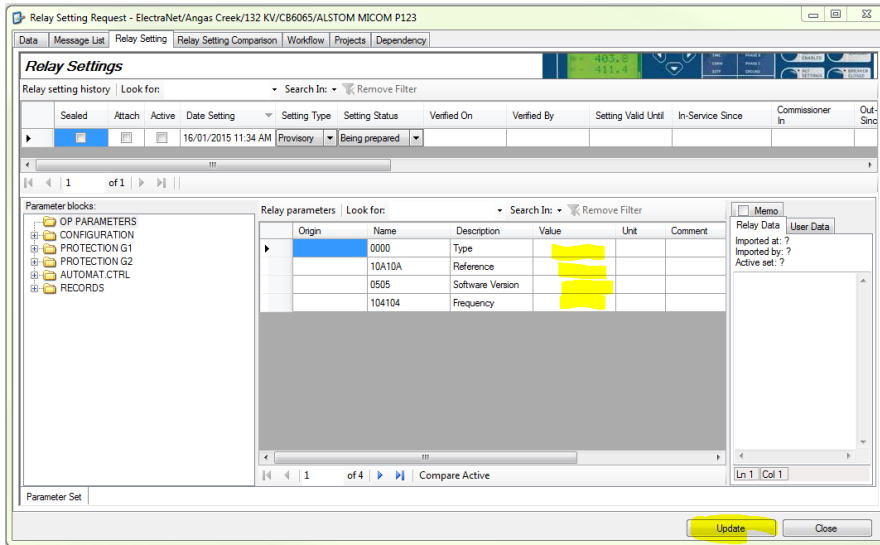 Relay Setting Request - ElectraNet/Angas Creek/132 KV/CB6065/ALSTOM MICOM P123
Data Message List Relay Setting Relay Setting Comparison Workflow Projects Dependency
Relay Settings
403.8
411.4
Relay setting history Look for: Search In: Remove Filter
Sealed Attach Active Date Setting Setting Type Setting Status Verified On Verified By Setting Valid Until In-Service Since Commissioner In Out- Sinc
16/01/2015 11:34 AM Provisory Being prepared
1 of 1
Parameter blocks:
OP PARAMETERS
CONFIGURATION
PROTECTION G1
PROTECTION G2
AUTOMAT.CTRL
RECORDS
Relay parameters Look for: Search In: Remove Filter
Origin Name Description Value Unit Comment
0000 Type
10A10A Reference
0505 Software Version
104104 Frequency
1 of 4 Compare Active
Memo
Relay Data User Data
Imported at: ?
Imported by: ?
Active set: ?
Ln 1 Col 1
Parameter Set
Update Close